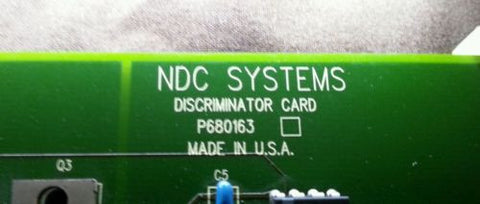 NDC SYSTEMS
DISCRIMINATOR CARD
P680163
MADE IN U.S.A.
Q3
C5